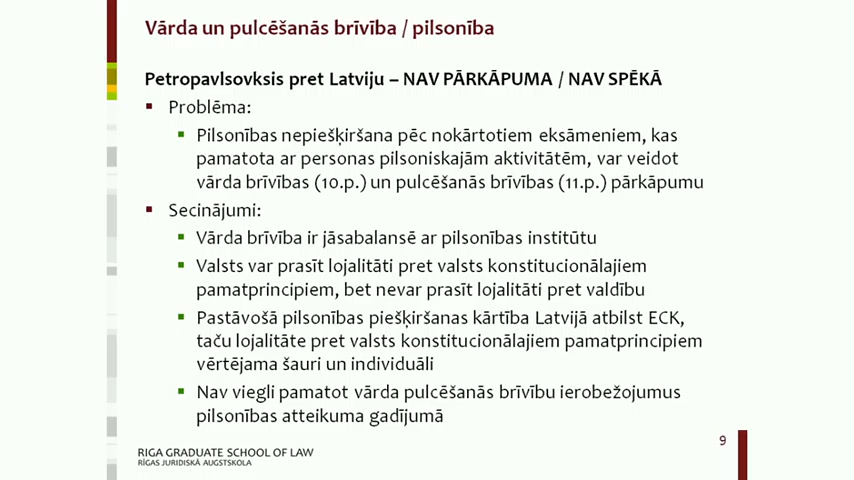 Vārda un pulcēšanās brīvība / pilsonība
Petropavlsovksis pret Latviju – NAV PĀRKĀPUMA / NAV SPĒKĀ
Problēma:
Pilsonības nepiešķiršana pēc nokārtotiem eksāmeniem, kas
pamatota ar personas pilsoniskajām aktivitātēm, var veidot
vārda brīvības (10.p.) un pulcēšanās brīvības (11.p.) pārkāpumu
Secinājumi:
Vārda brīvība ir jāsabalansē ar pilsonības institūtu
Valsts var prasīt lojalitāti pret valsts konstitucionālajiem
pamatprincipiem, bet nevar prasīt lojalitāti pret valdību
Pastāvošā pilsonības piešķiršanas kārtība Latvijā atbilst ECK,
taču lojalitāte pret valsts konstitucionālajiem pamatprincipiem
vērtējama šauri un individuāli
Nav viegli pamatot vārda pulcēšanās brīvību ierobežojumus
pilsonības atteikuma gadījumā
9
RIGA GRADUATE SCHOOL OF LAW
RĪGAS JURIDISKĀ AUGSTSKOLA